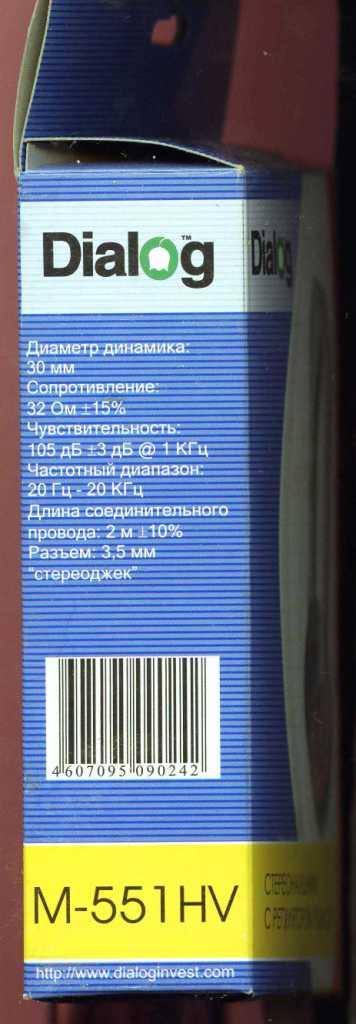 Dialog™
Dialog
Диаметр динамика:
30 мм
Сопротивление:
32 Ом ±15%
Чувствительность:
105 дБ ±3 дБ @ 1 КГц
Частотный диапазон:
20 Гц - 20 КГц
Длина соединительного
провода: 2 м ±10%
Разъем: 3,5 мм
"стереоджек"
4 607095 090242
M-551HV
http://www.dialoginvest.com